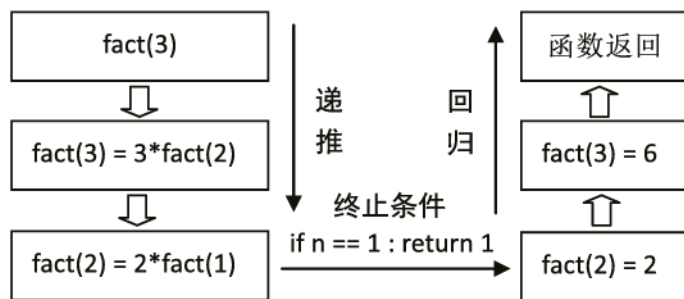 fact(3)
fact(3) = 3*fact(2)
fact(2) = 2*fact(1)
递推
回归
终止条件
if n == 1 : return 1
函数返回
fact(3) = 6
fact(2) = 2